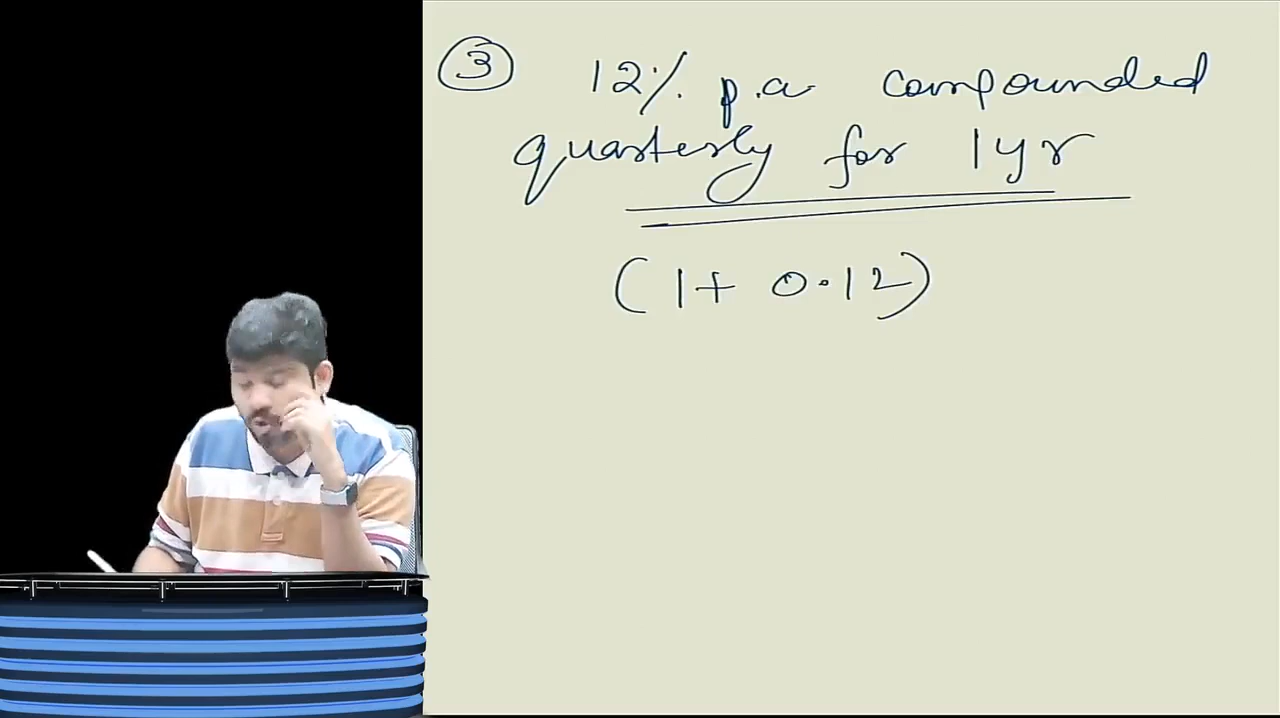 ③ 12% p.a compounded
quarterly for 1yr
(1+ 0.12)